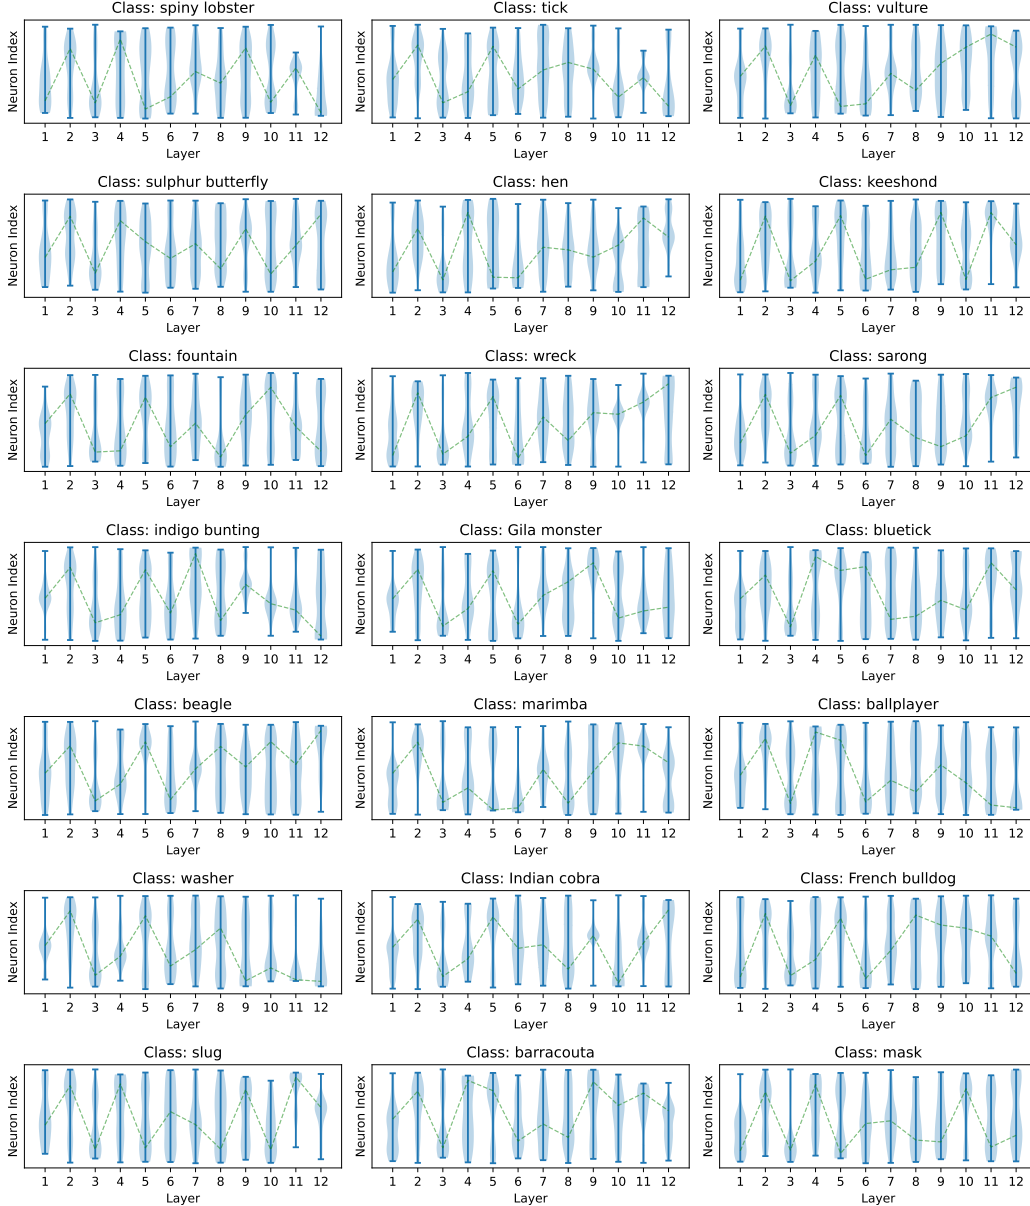 Class: spiny lobster
Neuron Index
1 2 3 4 5 6 7 8 9 10 11 12
Layer
Class: tick
Neuron Index
1 2 3 4 5 6 7 8 9 10 11 12
Layer
Class: vulture
Neuron Index
1 2 3 4 5 6 7 8 9 10 11 12
Layer
Class: sulphur butterfly
Neuron Index
1 2 3 4 5 6 7 8 9 10 11 12
Layer
Class: hen
Neuron Index
1 2 3 4 5 6 7 8 9 10 11 12
Layer
Class: keeshond
Neuron Index
1 2 3 4 5 6 7 8 9 10 11 12
Layer
Class: fountain
Neuron Index
1 2 3 4 5 6 7 8 9 10 11 12
Layer
Class: wreck
Neuron Index
1 2 3 4 5 6 7 8 9 10 11 12
Layer
Class: sarong
Neuron Index
1 2 3 4 5 6 7 8 9 10 11 12
Layer
Class: indigo bunting
Neuron Index
1 2 3 4 5 6 7 8 9 10 11 12
Layer
Class: Gila monster
Neuron Index
1 2 3 4 5 6 7 8 9 10 11 12
Layer
Class: bluetick
Neuron Index
1 2 3 4 5 6 7 8 9 10 11 12
Layer
Class: beagle
Neuron Index
1 2 3 4 5 6 7 8 9 10 11 12
Layer
Class: marimba
Neuron Index
1 2 3 4 5 6 7 8 9 10 11 12
Layer
Class: ballplayer
Neuron Index
1 2 3 4 5 6 7 8 9 10 11 12
Layer
Class: washer
Neuron Index
1 2 3 4 5 6 7 8 9 10 11 12
Layer
Class: Indian cobra
Neuron Index
1 2 3 4 5 6 7 8 9 10 11 12
Layer
Class: French bulldog
Neuron Index
1 2 3 4 5 6 7 8 9 10 11 12
Layer
Class: slug
Neuron Index
1 2 3 4 5 6 7 8 9 10 11 12
Layer
Class: barracouta
Neuron Index
1 2 3 4 5 6 7 8 9 10 11 12
Layer
Class: mask
Neuron Index
1 2 3 4 5 6 7 8 9 10 11 12
Layer